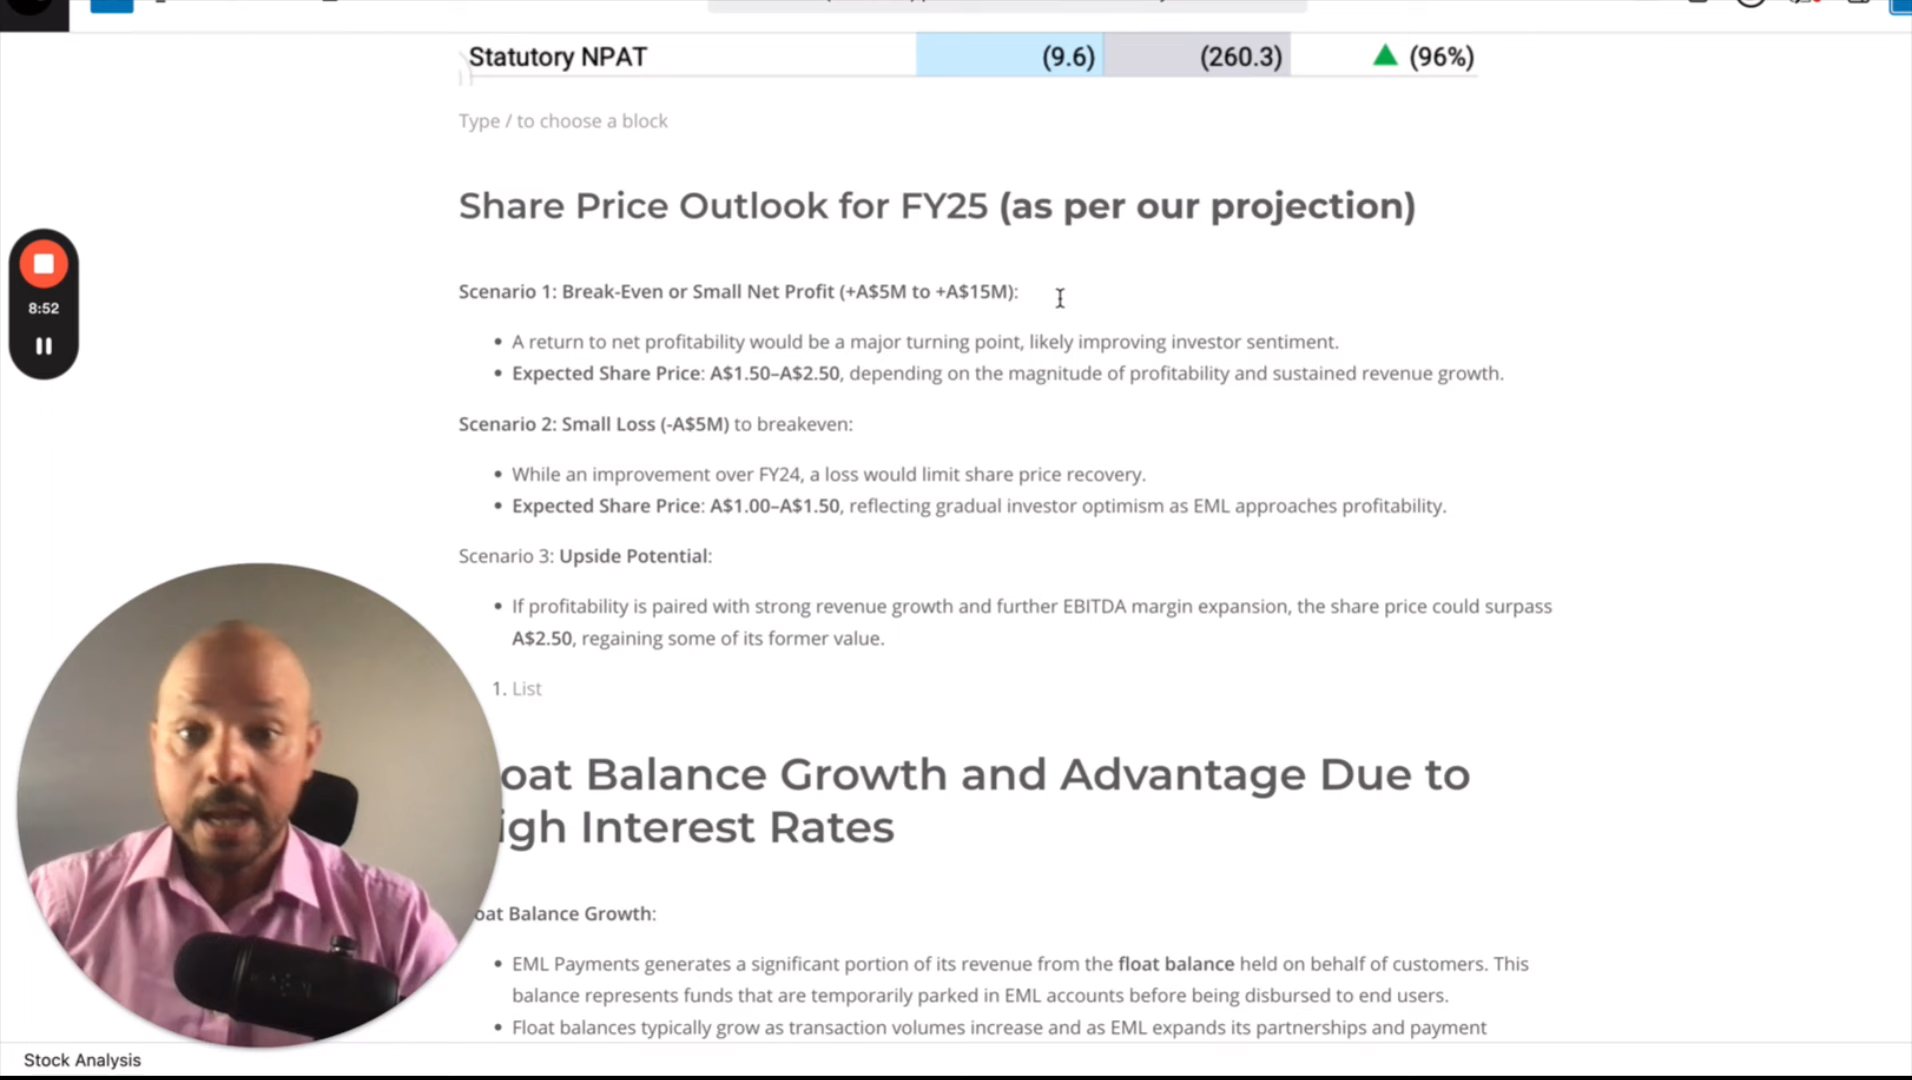 Statutory NPAT (9.6) (260.3) (96%)
Type / to choose a block
Share Price Outlook for FY25 (as per our projection)
Scenario 1: Break-Even or Small Net Profit (+A$5M to +A$15M):
A return to net profitability would be a major turning point, likely improving investor sentiment.
Expected Share Price: A$1.50–A$2.50, depending on the magnitude of profitability and sustained revenue growth.
8:52
Scenario 2: Small Loss (-A$5M) to breakeven:
While an improvement over FY24, a loss would limit share price recovery.
Expected Share Price: A$1.00–A$1.50, reflecting gradual investor optimism as EML approaches profitability.
Scenario 3: Upside Potential:
If profitability is paired with strong revenue growth and further EBITDA margin expansion, the share price could surpass
A$2.50, regaining some of its former value.
1. List
oat Balance Growth and Advantage Due to
igh Interest Rates
oat Balance Growth:
EML Payments generates a significant portion of its revenue from the float balance held on behalf of customers. This
balance represents funds that are temporarily parked in EML accounts before being disbursed to end users.
Float balances typically grow as transaction volumes increase and as EML expands its partnerships and payment
Stock Analysis